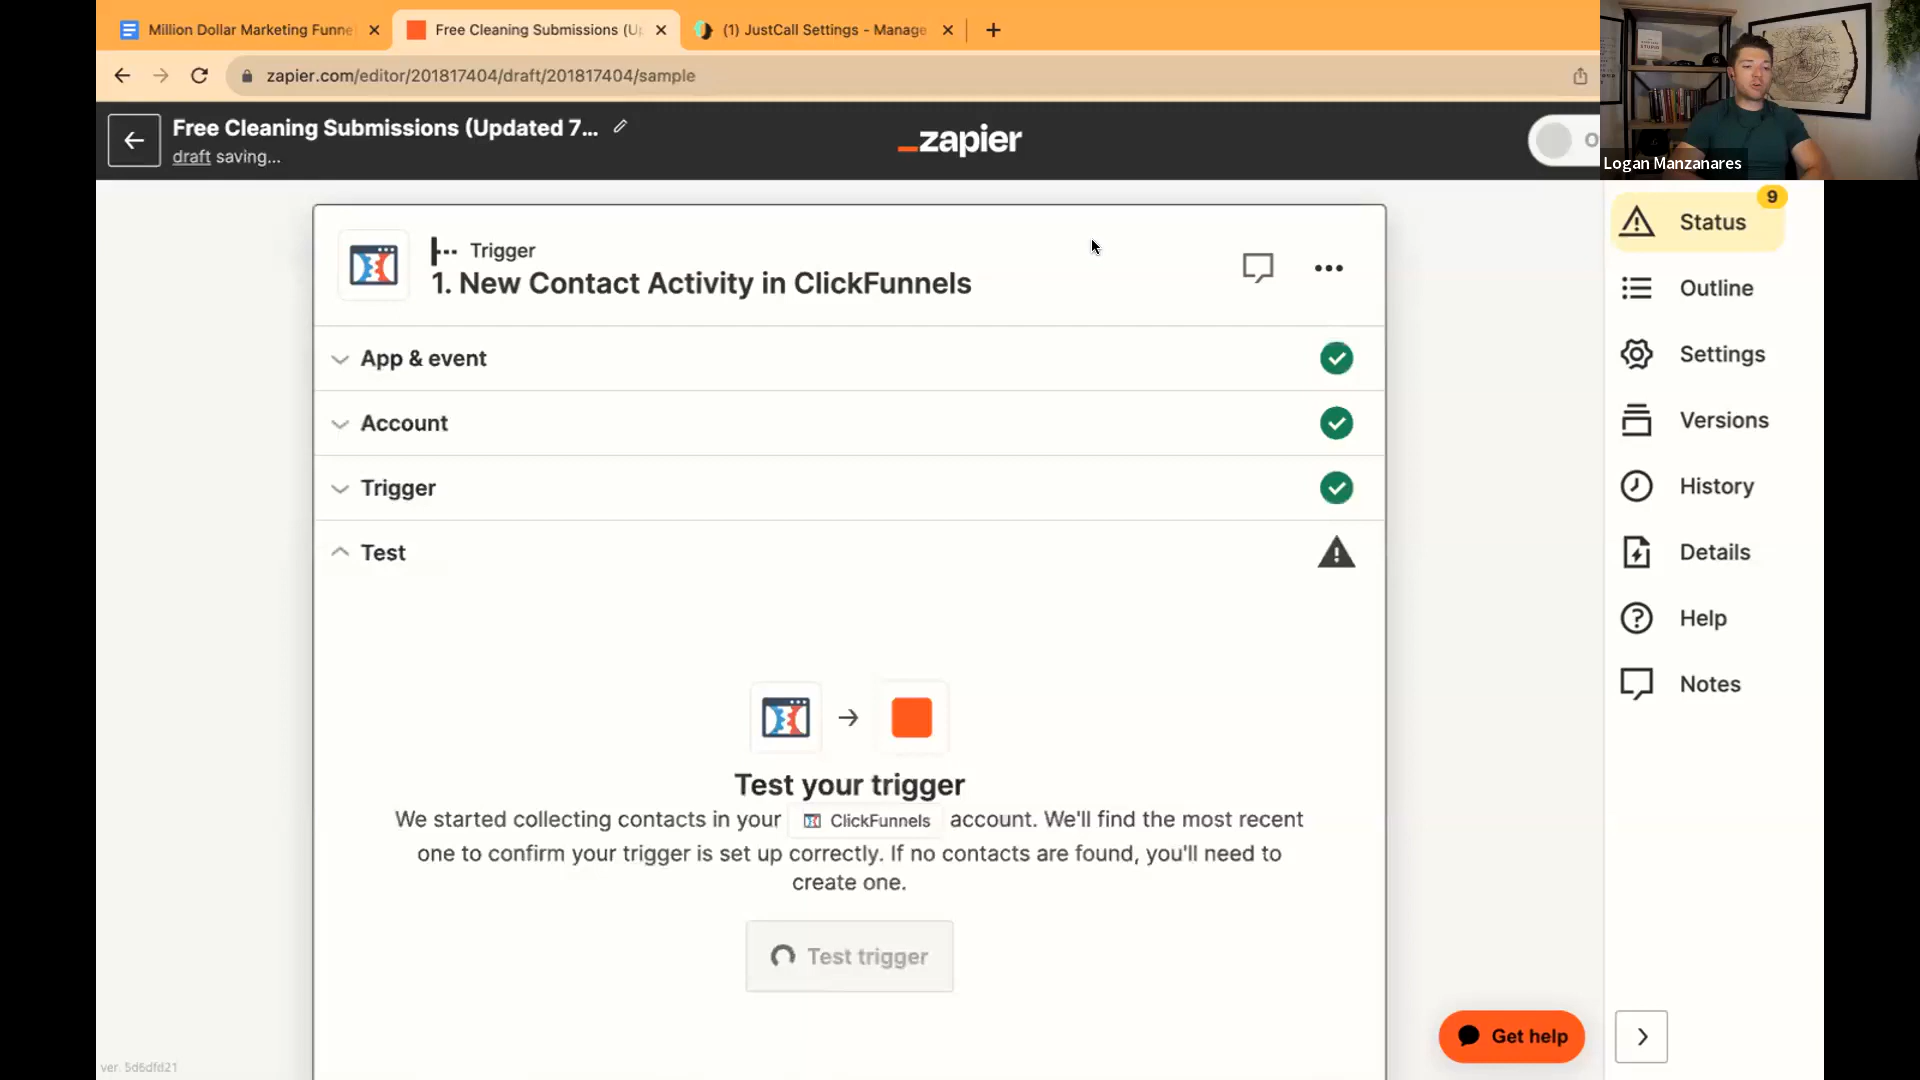 Million Dollar Marketing Funne
Free Cleaning Submissions (U
(1) JustCall Settings - Manage
zapier.com/editor/201817404/draft/201817404/sample
Free Cleaning Submissions (Updated 7...
draft saving...
_zapier
O
Logan Manzanares
Trigger
1. New Contact Activity in ClickFunnels
App & event
Account
Trigger
Test
Test your trigger
We started collecting contacts in your ClickFunnels account. We'll find the most recent
one to confirm your trigger is set up correctly. If no contacts are found, you'll need to
create one.
Test trigger
9
Status
Outline
Settings
Versions
History
Details
Help
Notes
Get help
ver. 5d6dfd21